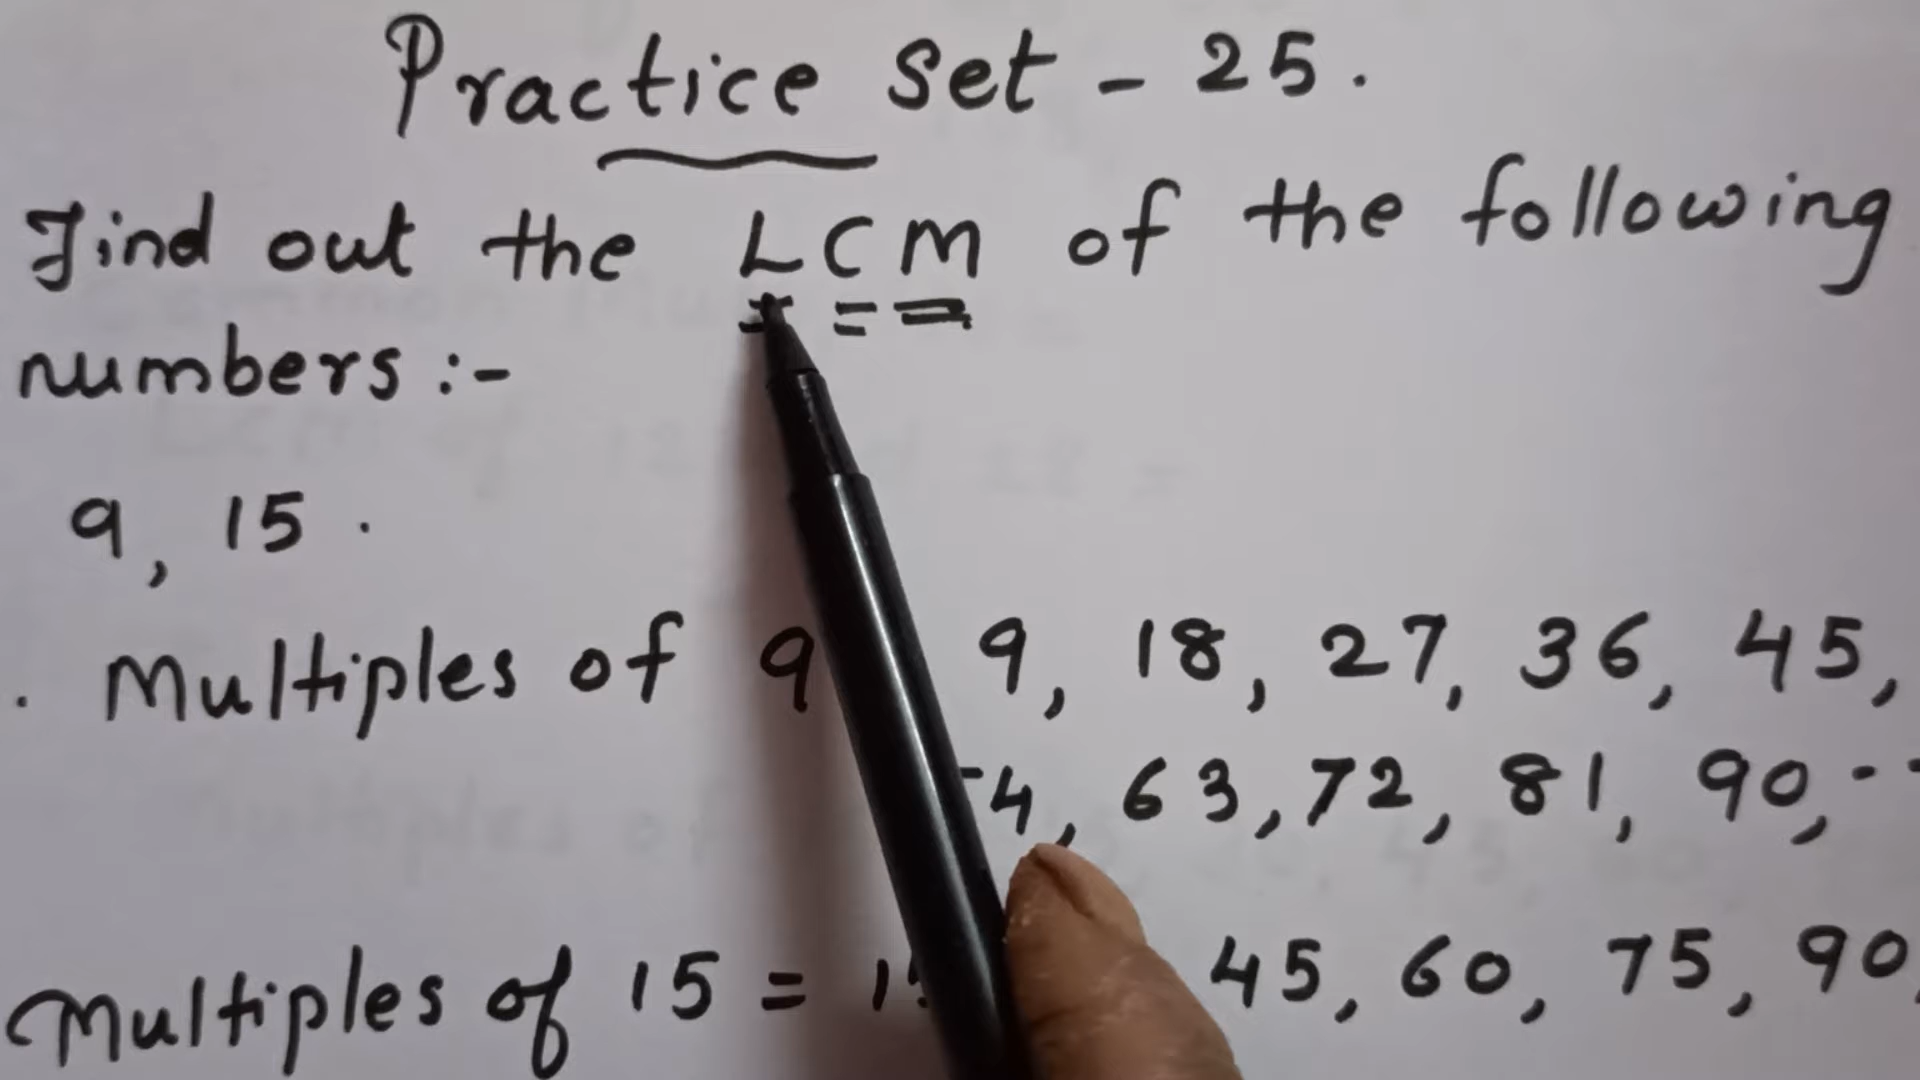 Practice Set - 25.
Find out the LCM of the following
numbers :-
9, 15.
. Multiples of 9 9, 18, 27, 36, 45,
4, 63, 72, 81, 90, - -
Multiples of 15 = 45, 60, 75, 90,